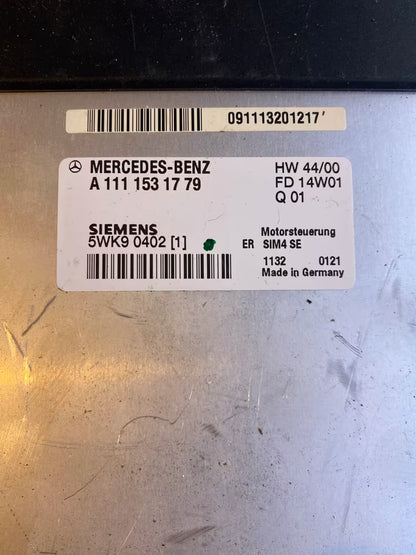 091113201217'
MERCEDES-BENZ
A 111 153 17 79
HW 44/00
FD 14W01
Q 01
SIEMENS
5WK9 0402 [1]
Motorsteuerung
ER SIM4 SE
1132 0121
Made in Germany